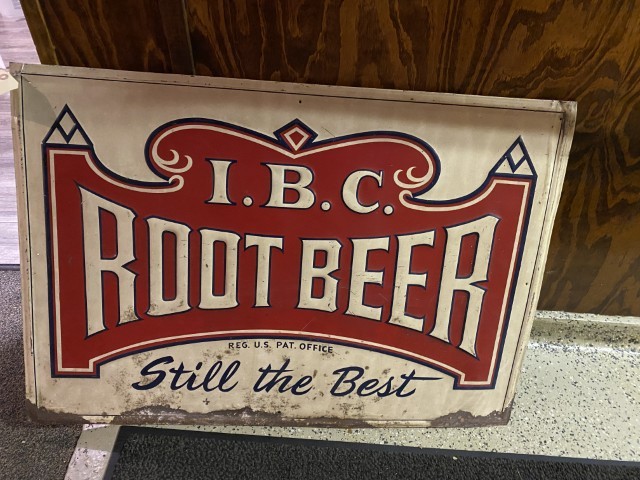 I.B.C.
ROOT BEER
REG. U.S. PAT. OFFICE
Still the Best